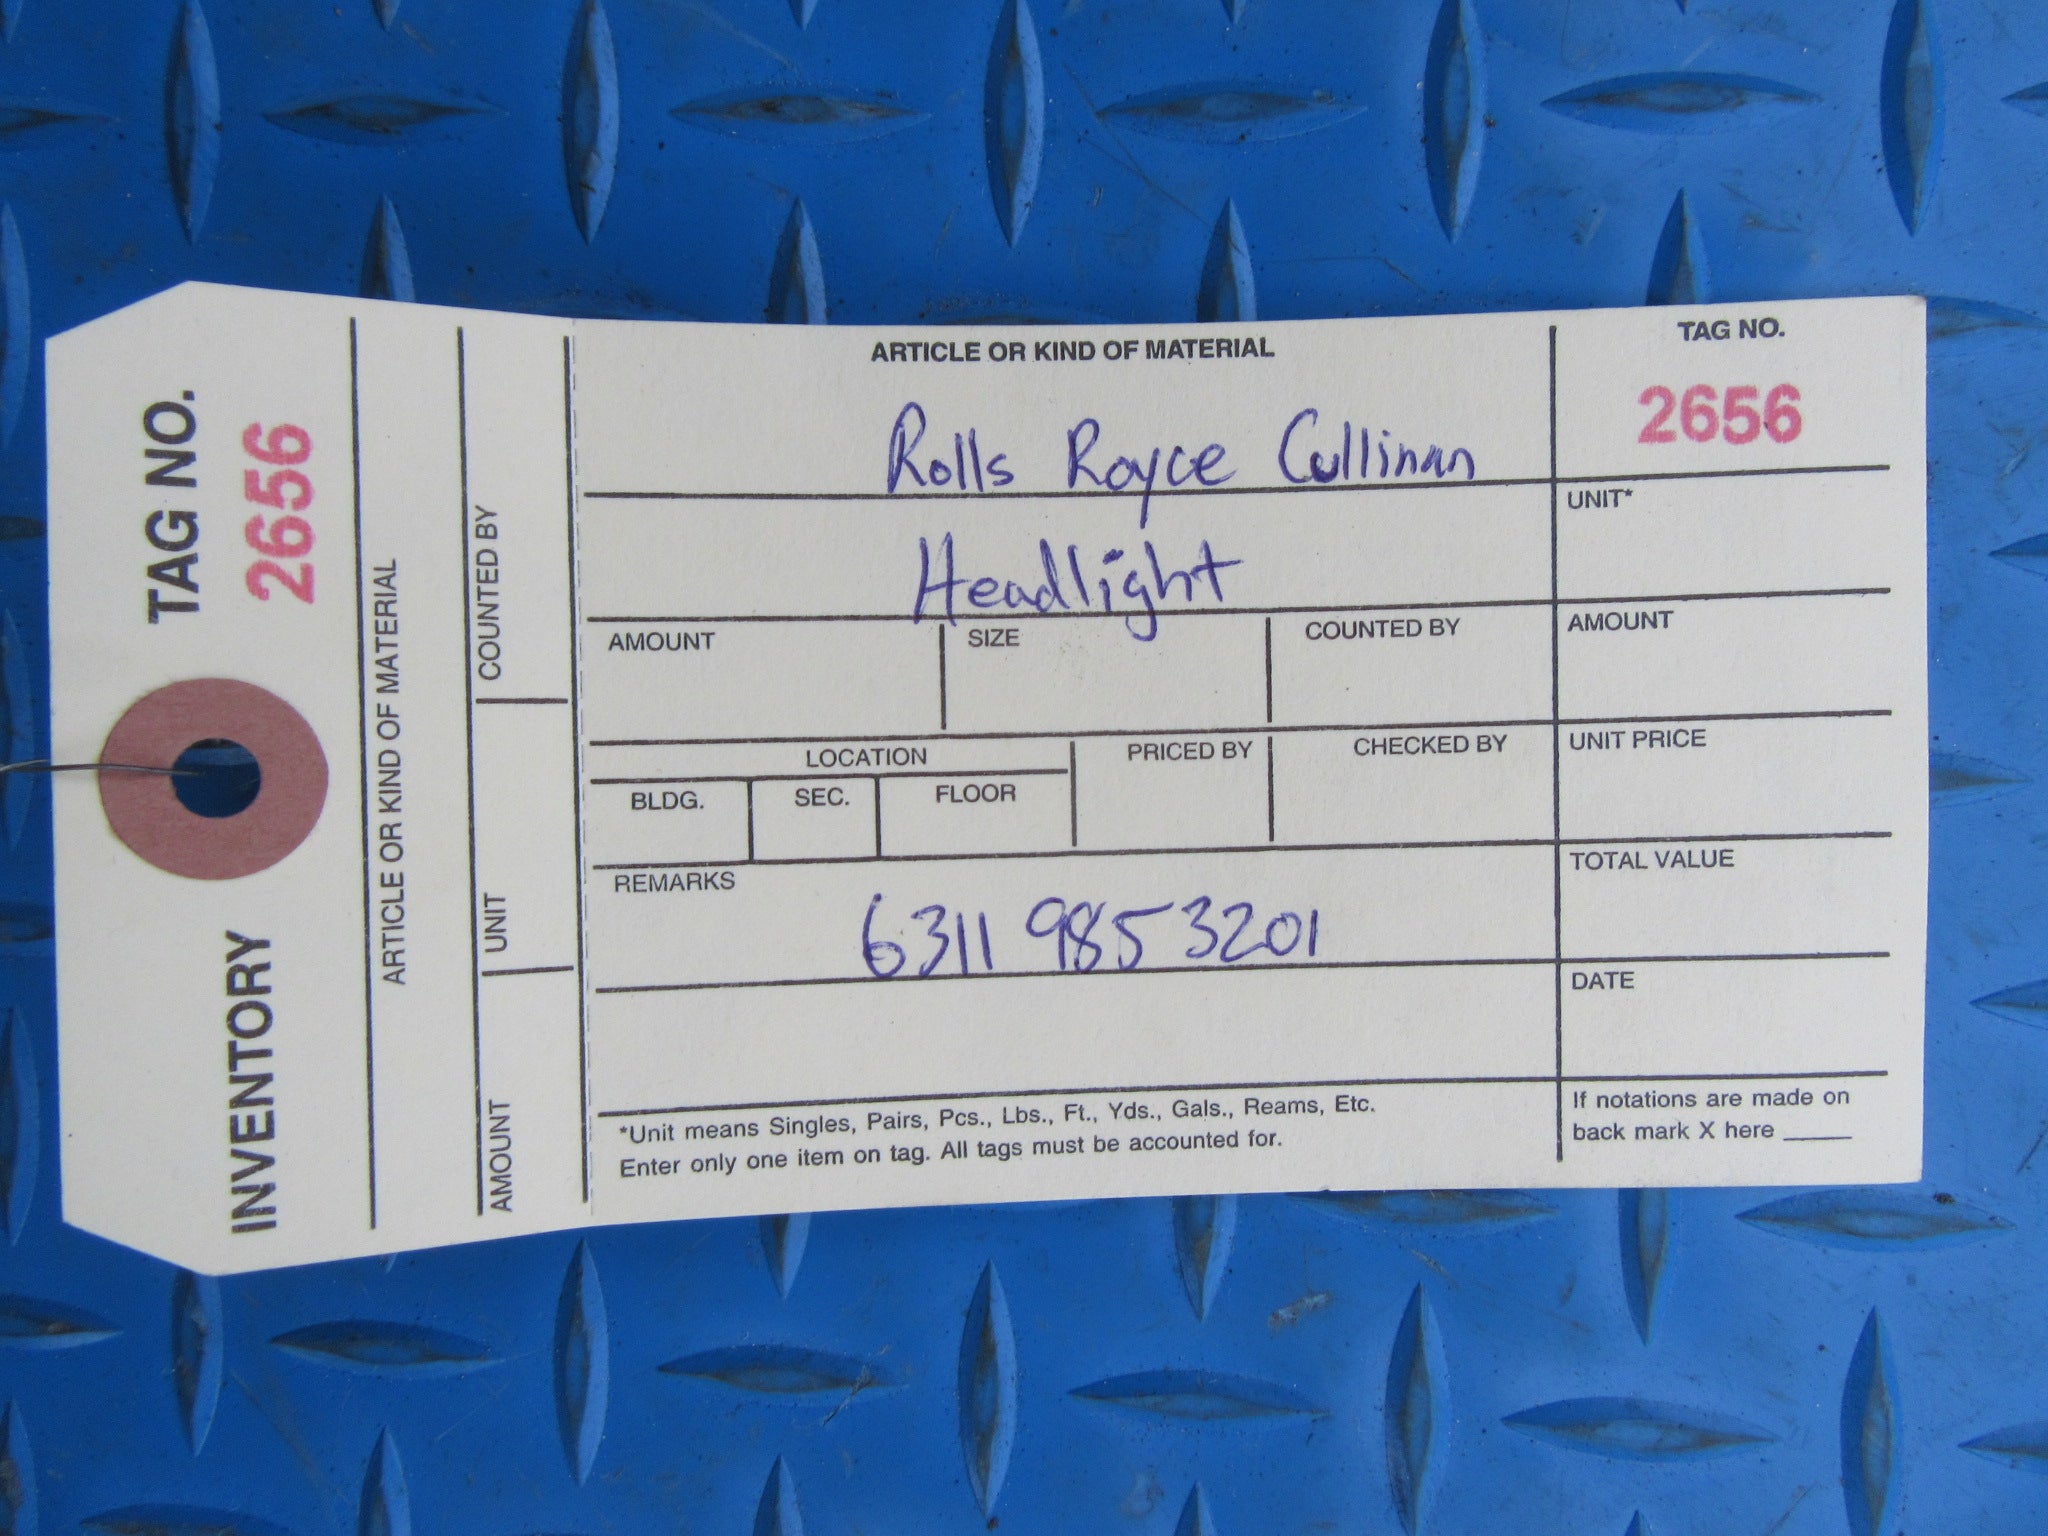 INVENTORY TAG NO.
2656
ARTICLE OR KIND OF MATERIAL
AMOUNT UNIT COUNTED BY
ARTICLE OR KIND OF MATERIAL
Rolls Royce Cullinan
Headlight
TAG NO.
2656
UNIT*
AMOUNT SIZE COUNTED BY
AMOUNT
LOCATION
BLDG. SEC. FLOOR
PRICED BY CHECKED BY
UNIT PRICE
REMARKS
6311 9853201
TOTAL VALUE
DATE
*Unit means Singles, Pairs, Pcs., Lbs., Ft., Yds., Gals., Reams, Etc.
Enter only one item on tag. All tags must be accounted for.
If notations are made on
back mark X here _____